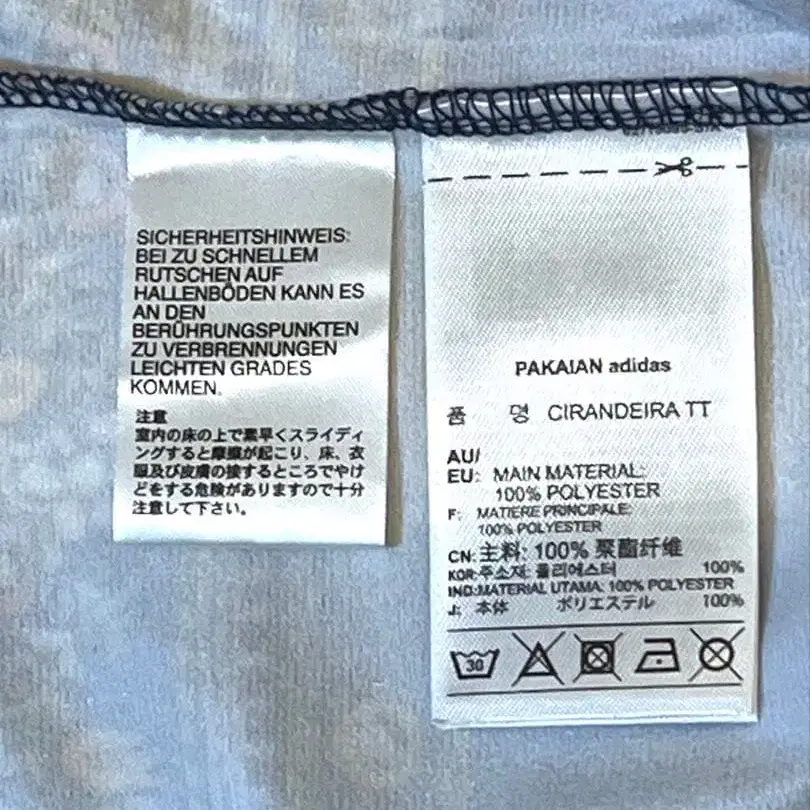 SICHERHEITSHINWEIS:
BEI ZU SCHNELLEM
RUTSCHEN AUF
HALLENBÖDEN KANN ES
AN DEN
BERÜHRUNGSPUNKTEN
ZU VERBRENNUNGEN
LEICHTEN GRADES
KOMMEN.
注意
室内の床の上で素早くスライディ
ングすると摩擦が起こり、床、衣
服及び皮膚の接するところでやけ
どをする危険がありますので十分
注意して下さい。
PAKAIAN adidas
품 명 CIRANDEIRA TT
AU/
EU: MAIN MATERIAL:
100% POLYESTER
F: MATIERE PRINCIPALE:
100% POLYESTER
CN: 主料: 100% 聚酯纤维
KOR: 주소재: 폴리에스터 100%
IND: MATERIAL UTAMA: 100% POLYESTER
J: 本体 ポリエステル 100%
30